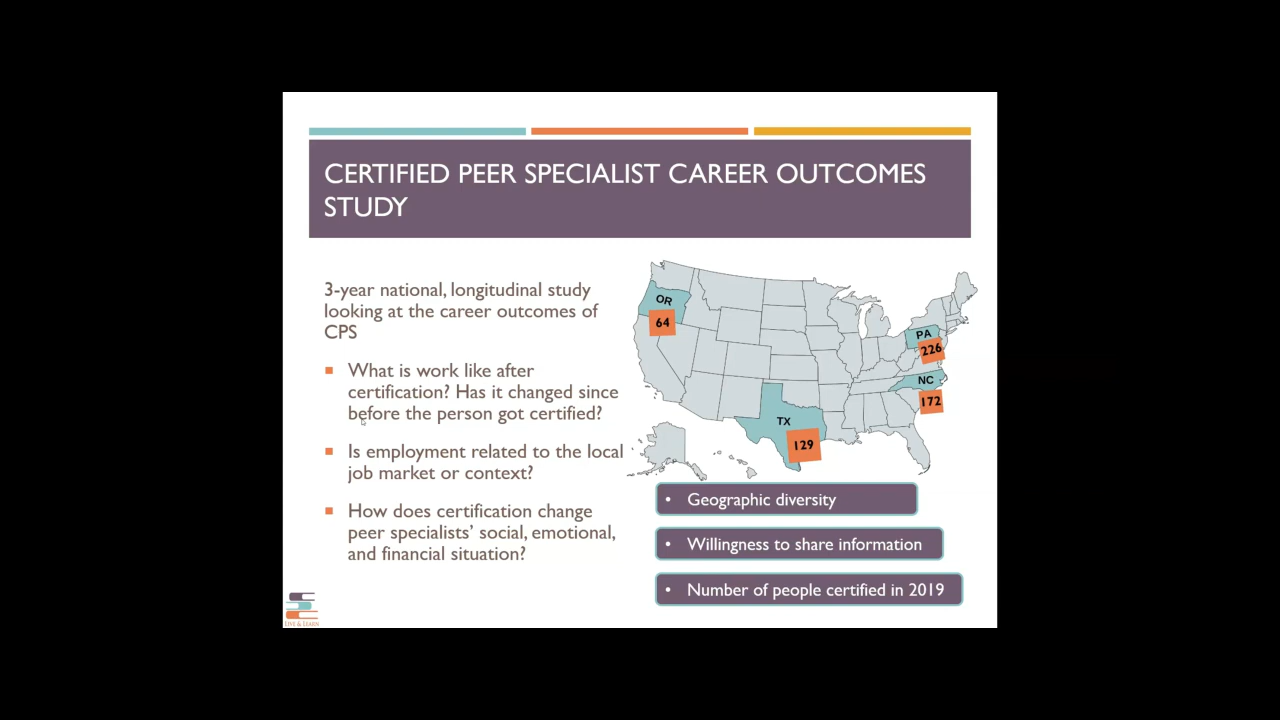 CERTIFIED PEER SPECIALIST CAREER OUTCOMES
STUDY
3-year national, longitudinal study
looking at the career outcomes of
CPS
What is work like after
certification? Has it changed since
before the person got certified?
Is employment related to the local
job market or context?
How does certification change
peer specialists' social, emotional,
and financial situation?
OR
64
PA
226
NC
172
TX
129
• Geographic diversity
• Willingness to share information
• Number of people certified in 2019
LIVE & LEARN